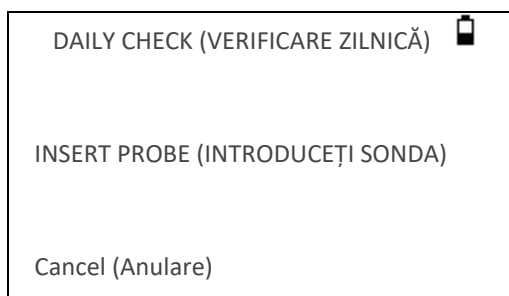 DAILY CHECK (VERIFICARE ZILNICĂ)
INSERT PROBE (INTRODUCEȚI SONDA)
Cancel (Anulare)